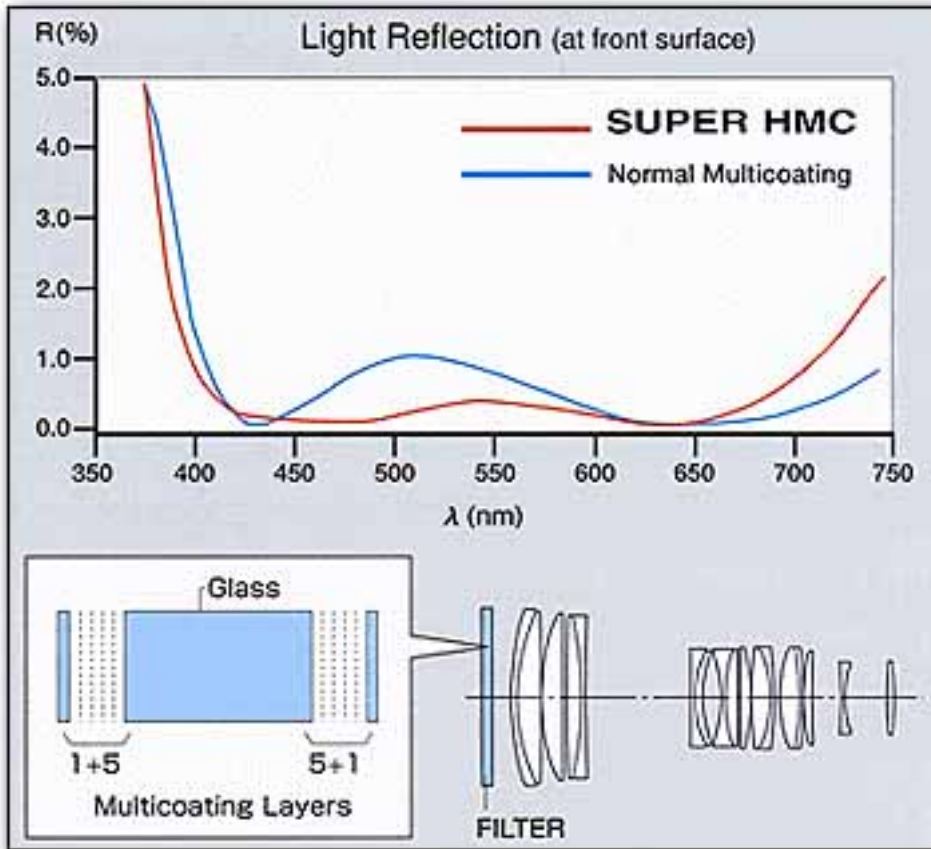 R(%)
Light Reflection (at front surface)
5.0
4.0
3.0
2.0
1.0
0.0
SUPER HMC
Normal Multicoating
350 400 450 500 550 600 650 700 750
λ (nm)
Glass
1+5 5+1
Multicoating Layers
FILTER